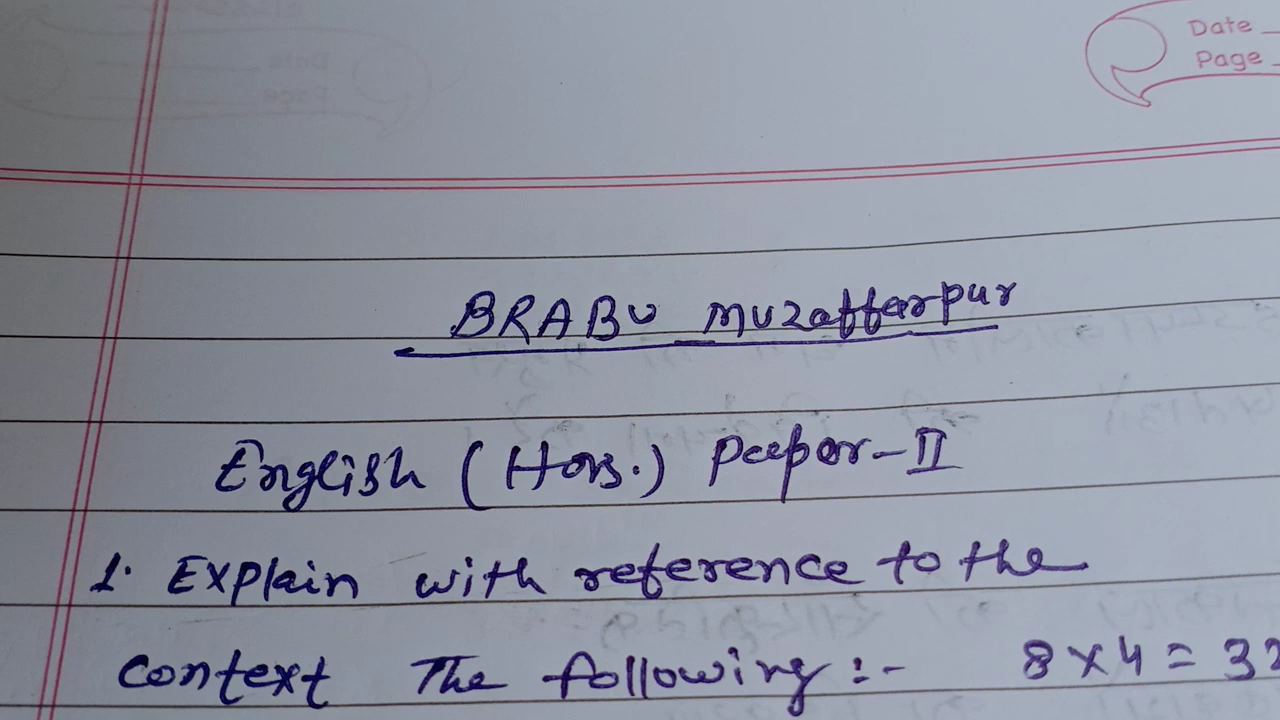 Date
Page
BRABU Muzaffarpur
English (Hons.) Paper-II
1. Explain with reference to the
context The following :- 8 x 4 = 32